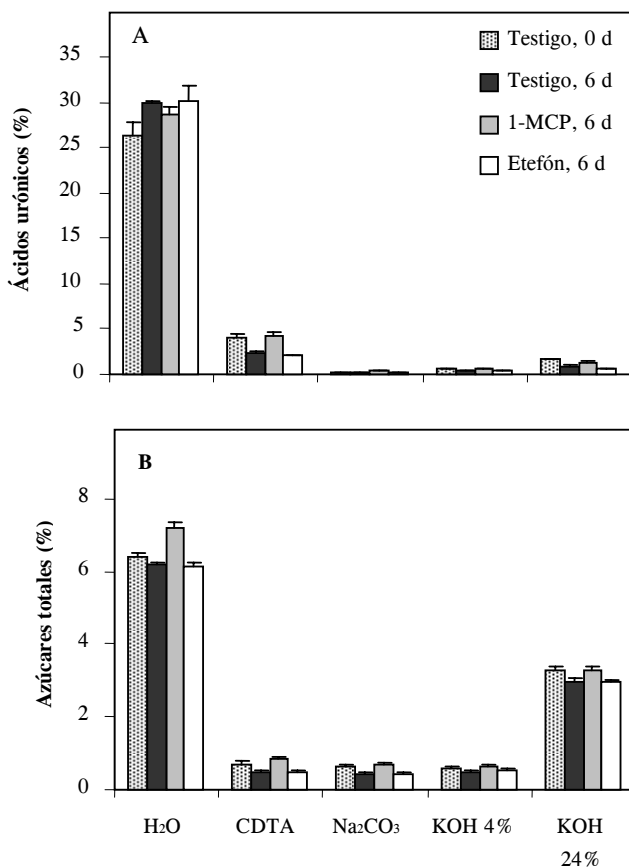 A
Testigo, 0 d
Testigo, 6 d
1-MCP, 6 d
Etefón, 6 d
Ácidos urónicos (%)
35
30
25
20
15
10
5
0
B
Azúcares totales (%)
8
6
4
2
0
H₂O CDTA Na₂CO₃ KOH 4% KOH
24%